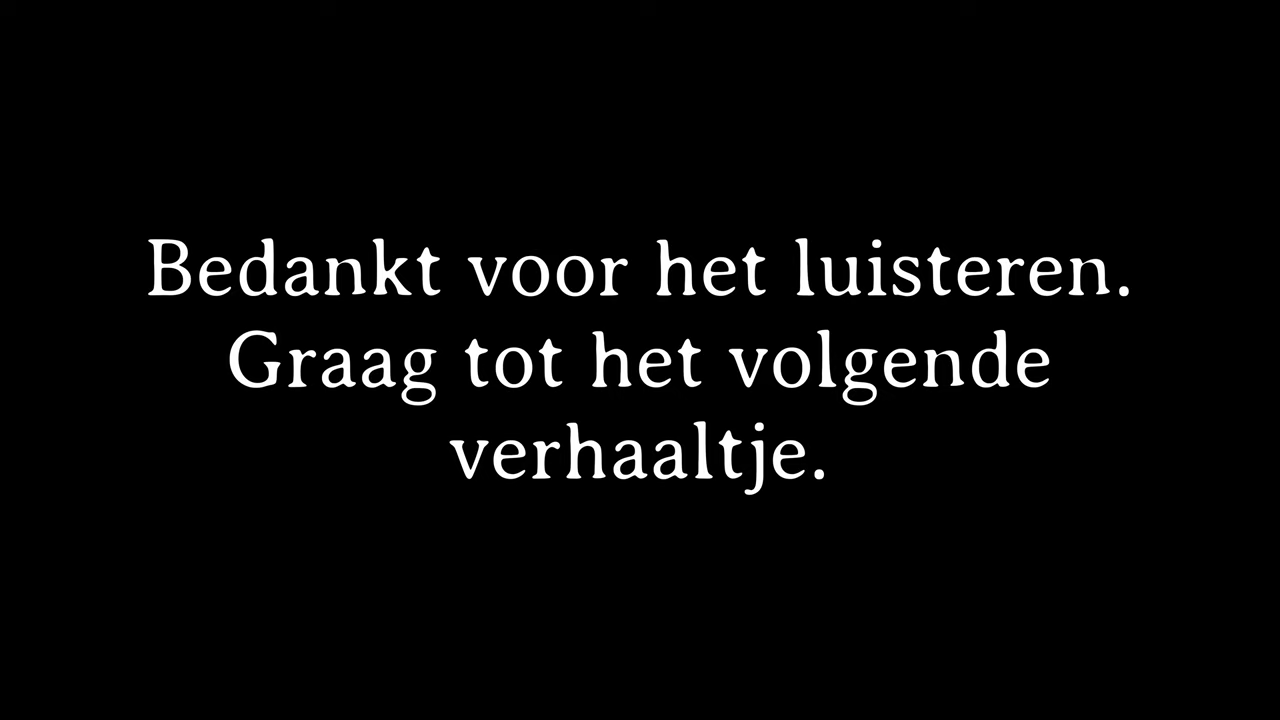 Bedankt voor het luisteren.
Graag tot het volgende
verhaaltje.